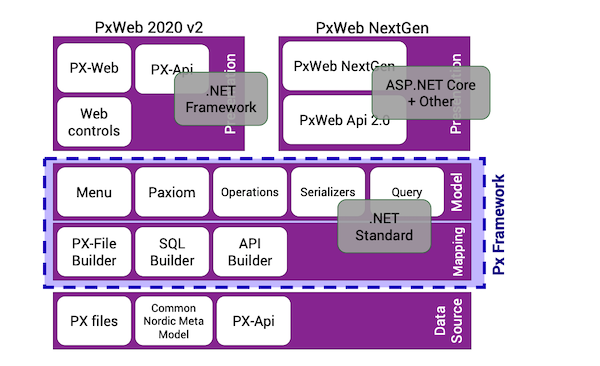 PxWeb 2020 v2
PxWeb NextGen
PX-Web
PX-Api
Web
controls
.NET
Framework
Presentation
PxWeb NextGen
PxWeb Api 2.0
ASP.NET Core
+ Other
Presentation
Menu
Paxiom
Operations
Serializers
Query
Model
.NET
Standard
PX-File
Builder
SQL
Builder
API
Builder
Mapping
Px Framework
PX files
Common
Nordic Meta
Model
PX-Api
Data
Source